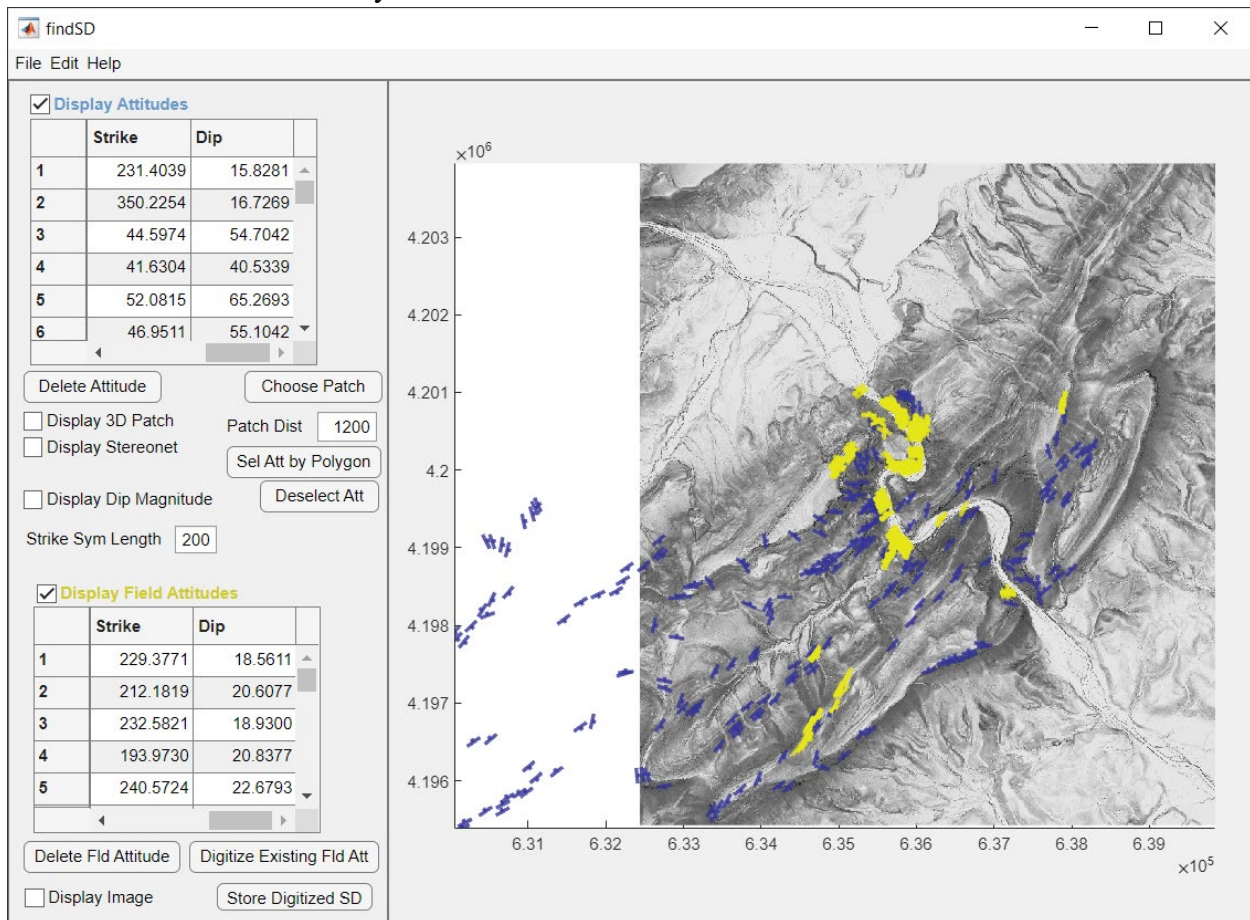 findSD
File Edit Help
Display Attitudes
Strike Dip
1 231.4039 15.8281
2 350.2254 16.7269
3 44.5974 54.7042
4 41.6304 40.5339
5 52.0815 65.2693
6 46.9511 55.1042
Delete Attitude Choose Patch
Display 3D Patch Patch Dist 1200
Display Stereonet
Sel Att by Polygon
Display Dip Magnitude Deselect Att
Strike Sym Length 200
Display Field Attitudes
Strike Dip
1 229.3771 18.5611
2 212.1819 20.6077
3 232.5821 18.9300
4 193.9730 20.8377
5 240.5724 22.6793
Delete Fld Attitude Digitize Existing Fld Att
Display Image Store Digitized SD
×10⁶
4.203
4.202
4.201
4.2
4.199
4.198
4.197
4.196
6.31 6.32 6.33 6.34 6.35 6.36 6.37 6.38 6.39
×10⁵